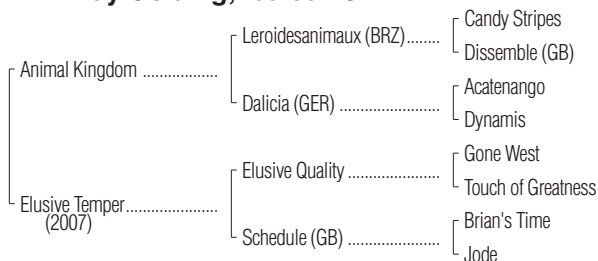 Candy Stripes
Leroidesanimaux (BRZ)........
Dissemble (GB)
Animal Kingdom ..................
Acatenango
Dalicia (GER) ........................
Dynamis
Gone West
Elusive Quality ......................
Touch of Greatness
Elusive Temper......................
(2007)
Brian's Time
Schedule (GB) ......................
Jode